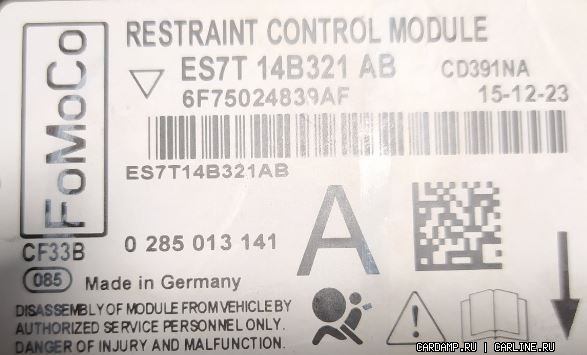 RESTRAINT CONTROL MODULE
FoMoCo
ES7T 14B321 AB CD391NA
6F75024839AF 15-12-23
ES7T14B321AB
CF33B 0 285 013 141 A
085 Made in Germany
DISASSEMBLY OF MODULE FROM VEHICLE BY
AUTHORIZED SERVICE PERSONNEL ONLY.
DANGER OF INJURY AND MALFUNCTION.
CARDAMP.RU | CARLINE.RU